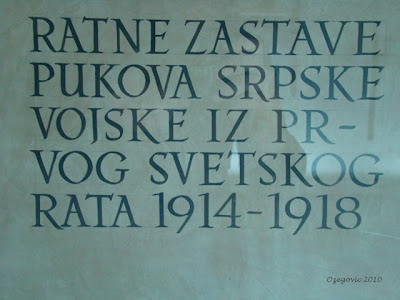 RATNE ZASTAVE
PUKOVA SRPSKE
VOJSKE IZ PR-
VOG SVETSKOG
RATA 1914-1918
Ozegovic 2010